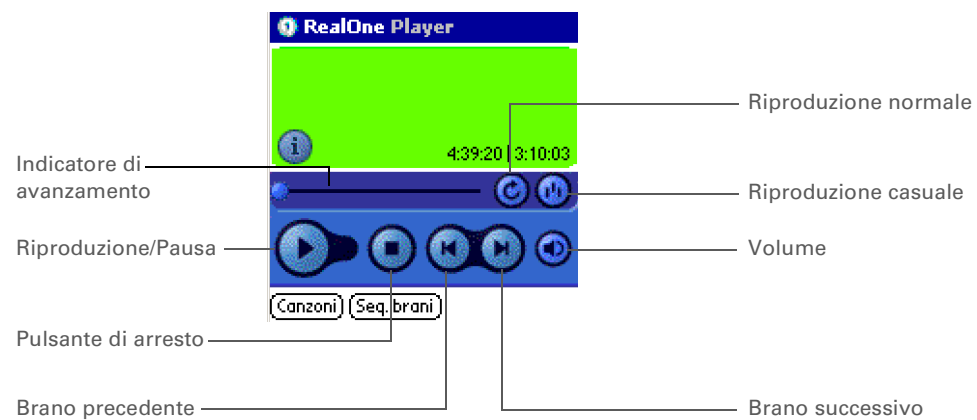 RealOne Player
Riproduzione normale
4:39:20 | 3:10:03
Indicatore di
avanzamento
Riproduzione casuale
Riproduzione/Pausa
Volume
Canzoni Seq. brani
Pulsante di arresto
Brano precedente
Brano successivo